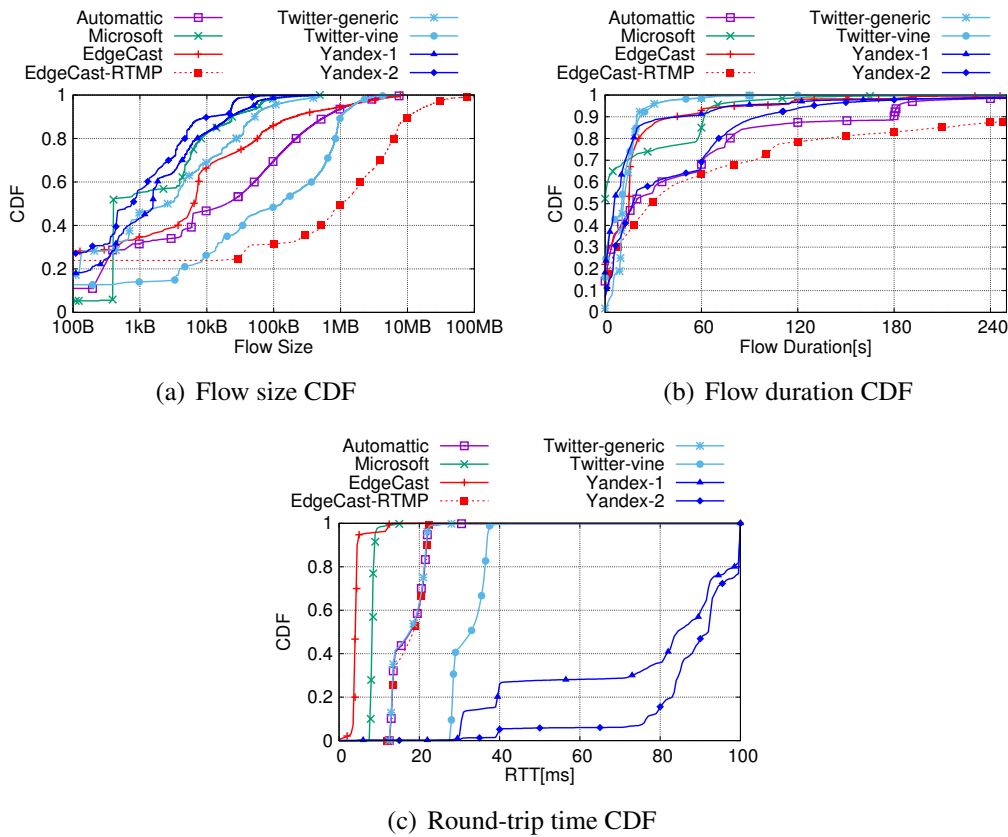 Automattic
Microsoft
EdgeCast
EdgeCast-RTMP
Twitter-generic
Twitter-vine
Yandex-1
Yandex-2
1
0.8
0.6
0.4
0.2
0
CDF
100B 1kB 10kB 100kB 1MB 10MB 100MB
Flow Size
(a) Flow size CDF
Automattic
Microsoft
EdgeCast
EdgeCast-RTMP
Twitter-generic
Twitter-vine
Yandex-1
Yandex-2
1
0.9
0.8
0.7
0.6
0.5
0.4
0.3
0.2
0.1
0
CDF
0 60 120 180 240
Flow Duration[s]
(b) Flow duration CDF
Automattic
Microsoft
EdgeCast
EdgeCast-RTMP
Twitter-generic
Twitter-vine
Yandex-1
Yandex-2
1
0.8
0.6
0.4
0.2
0
CDF
0 20 40 60 80 100
RTT[ms]
(c) Round-trip time CDF